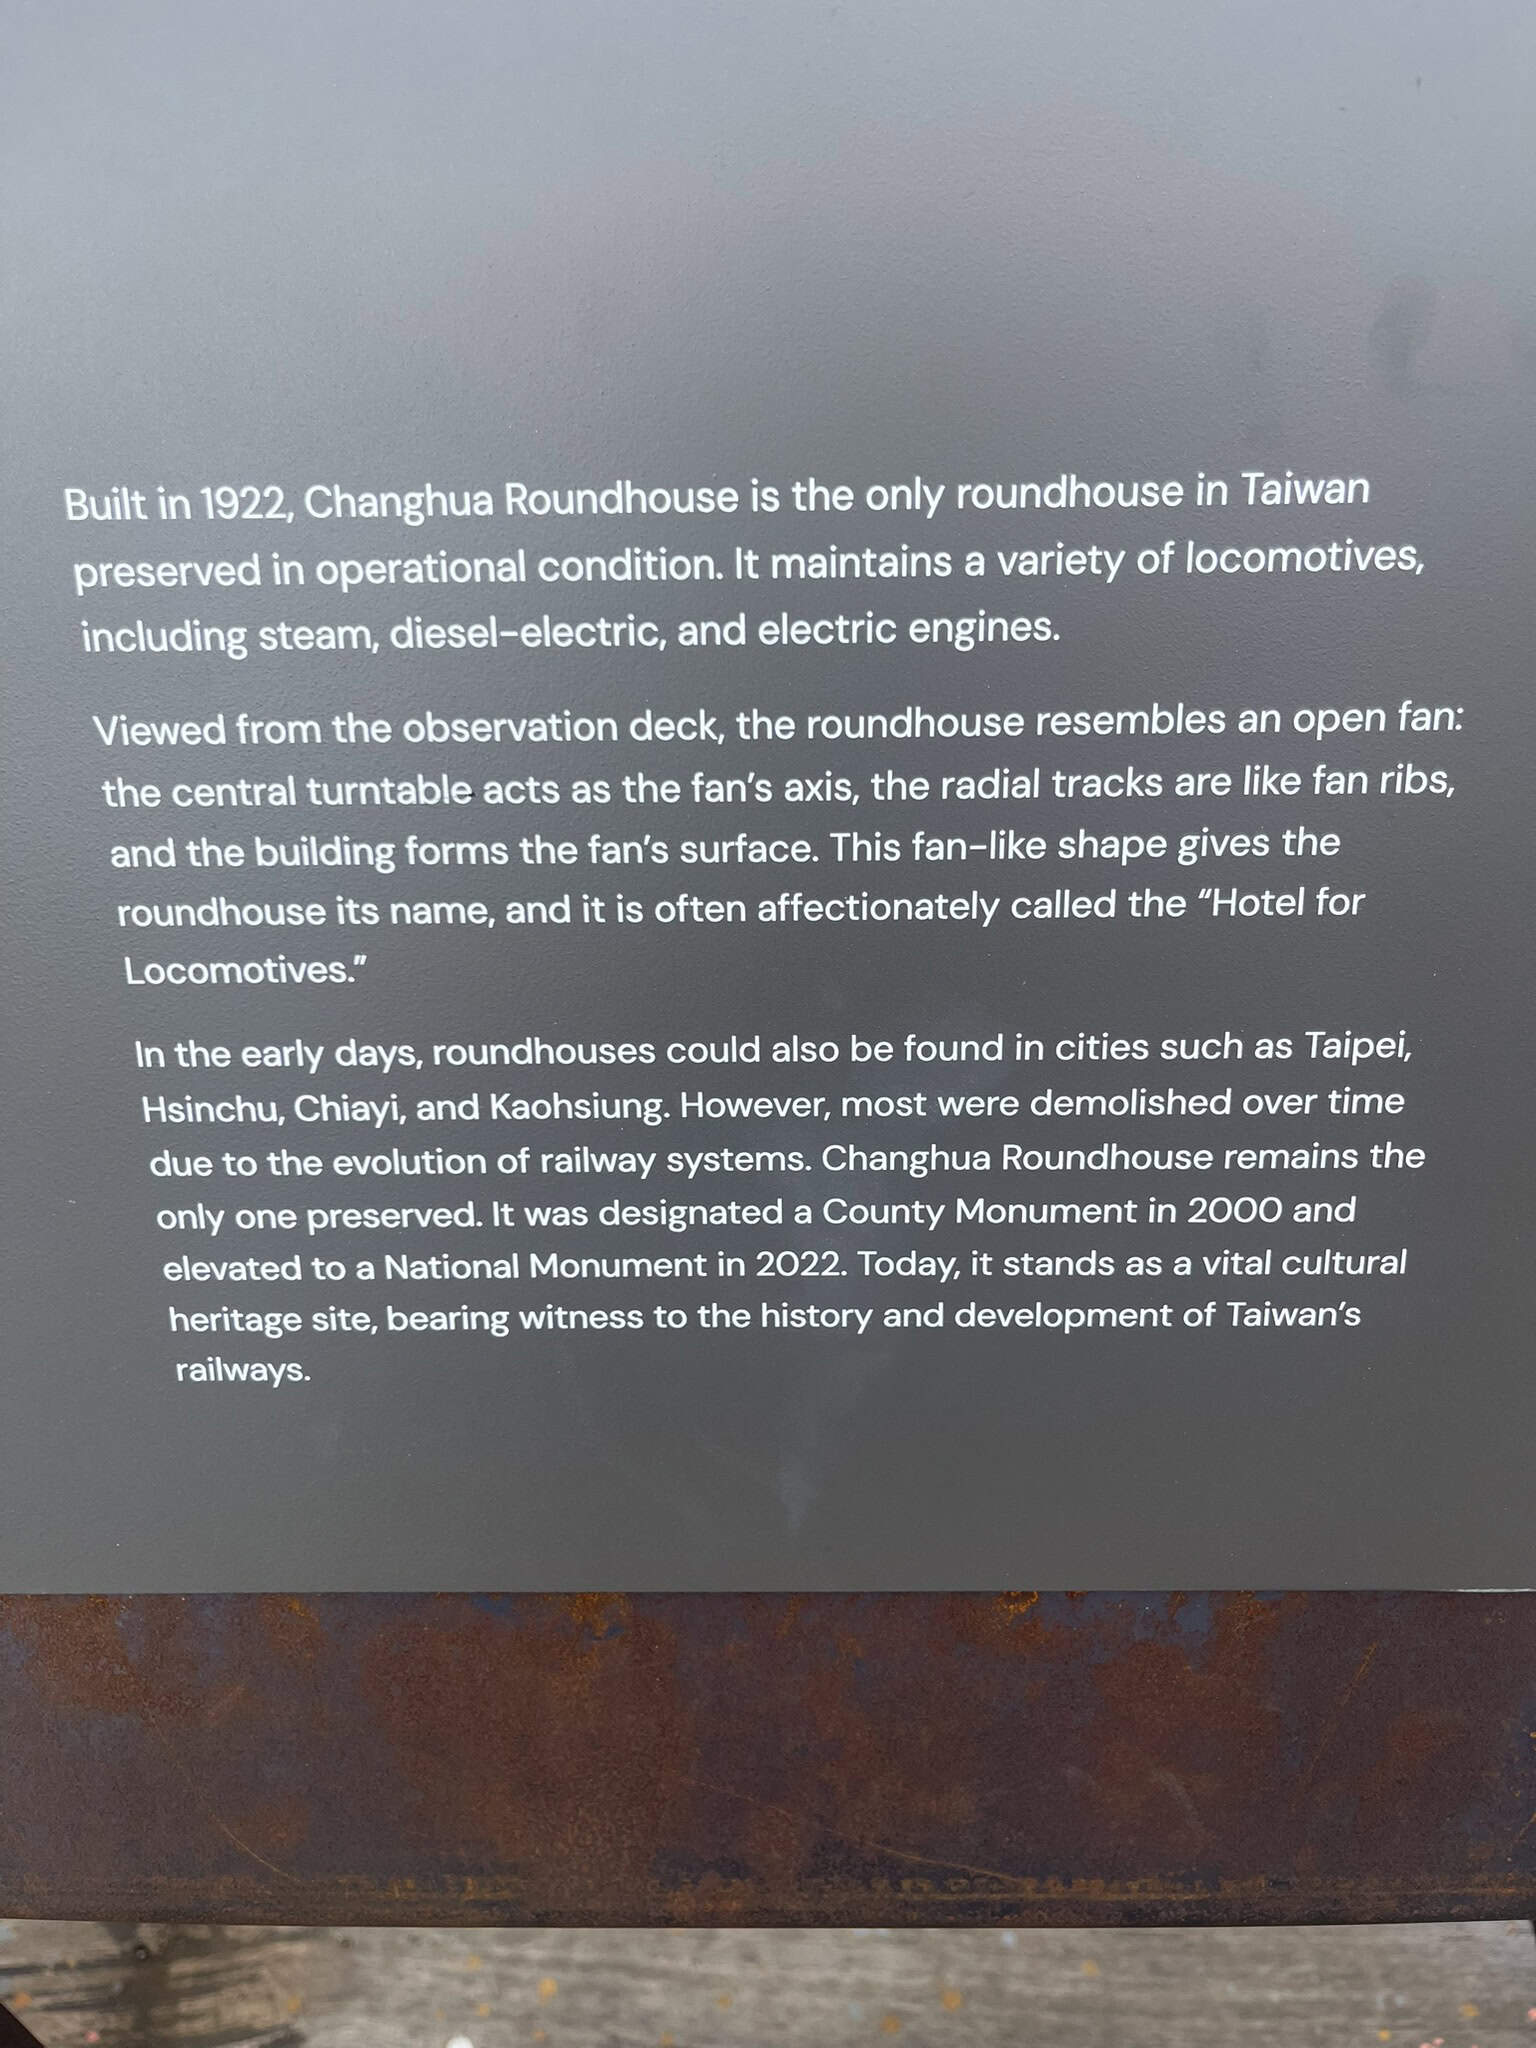 Built in 1922, Changhua Roundhouse is the only roundhouse in Taiwan
preserved in operational condition. It maintains a variety of locomotives,
including steam, diesel-electric, and electric engines.
Viewed from the observation deck, the roundhouse resembles an open fan:
the central turntable acts as the fan's axis, the radial tracks are like fan ribs,
and the building forms the fan's surface. This fan-like shape gives the
roundhouse its name, and it is often affectionately called the “Hotel for
Locomotives.”
In the early days, roundhouses could also be found in cities such as Taipei,
Hsinchu, Chiayi, and Kaohsiung. However, most were demolished over time
due to the evolution of railway systems. Changhua Roundhouse remains the
only one preserved. It was designated a County Monument in 2000 and
elevated to a National Monument in 2022. Today, it stands as a vital cultural
heritage site, bearing witness to the history and development of Taiwan's
railways.